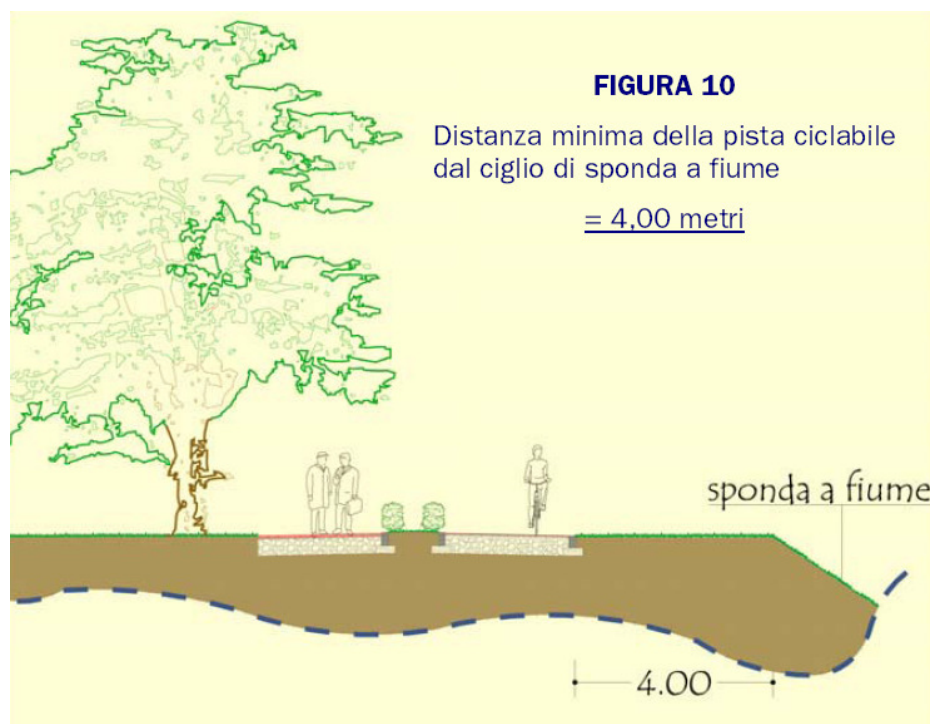 FIGURA 10
Distanza minima della pista ciclabile
dal ciglio di sponda a fiume
= 4,00 metri
sponda a fiume
4.00